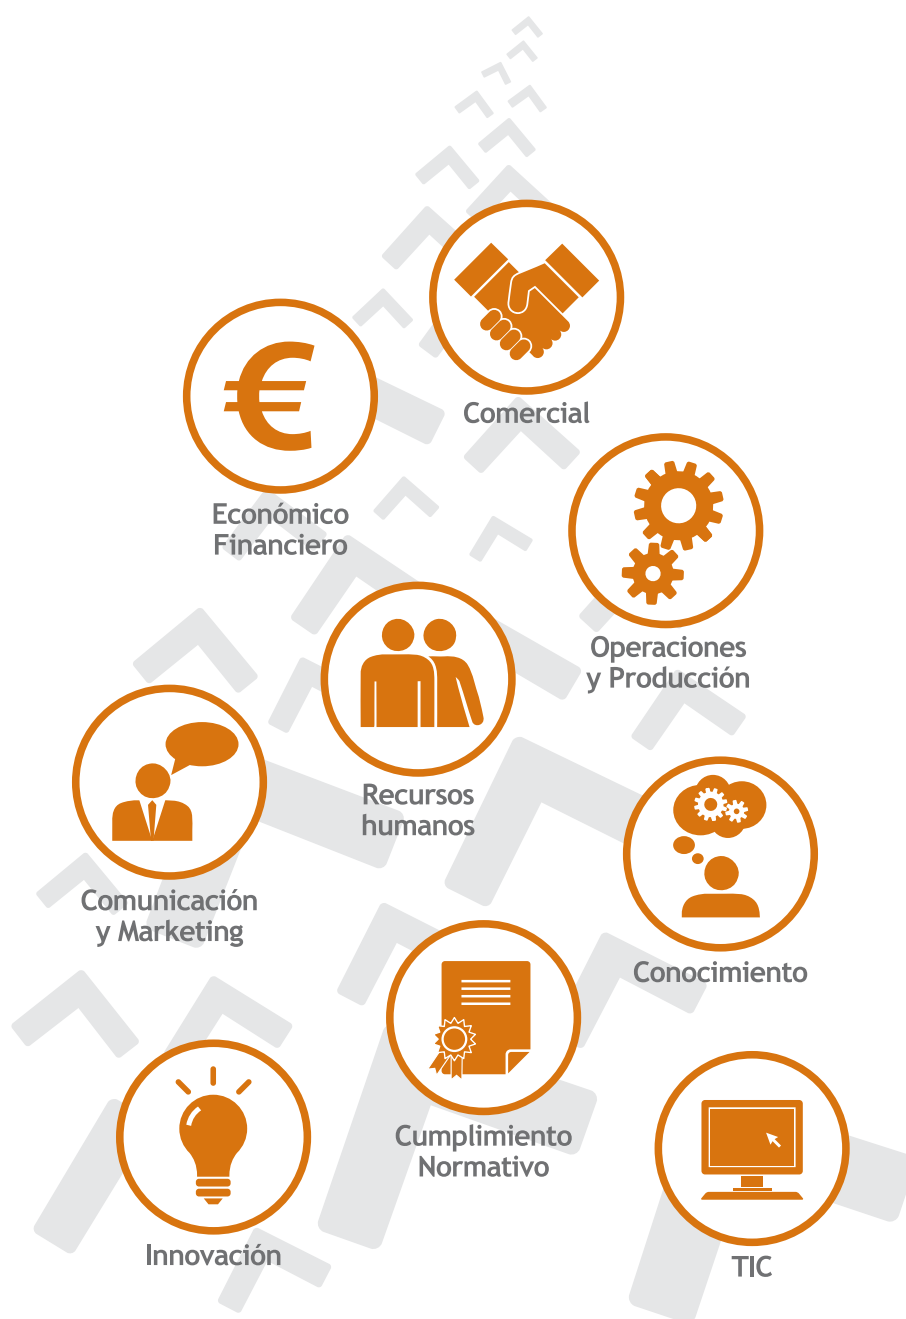 Comercial
€
Económico
Financiero
Operaciones
y Producción
Recursos
humanos
Comunicación
y Marketing
Conocimiento
Cumplimiento
Normativo
Innovación
TIC